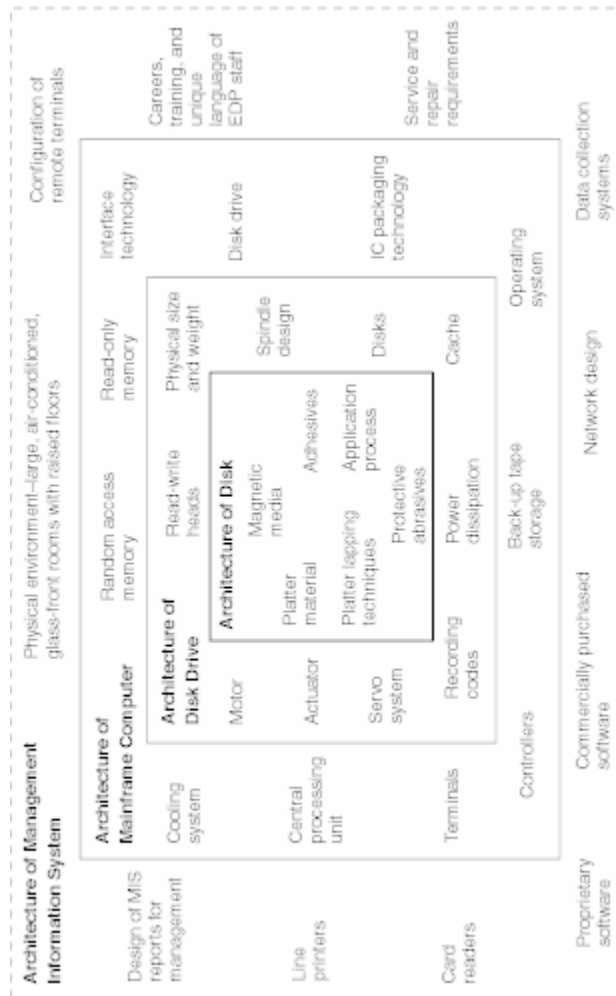 Architecture of Management
Information System
Physical environment–large, air-conditioned,
glass-front rooms with raised floors
Configuration of
remote terminals
Design of MIS
reports for
management
Line
printers
Card
readers
Proprietary
software
Commercially purchased
software
Network design
Data collection
systems
Careers,
training, and
unique
language of
EDP staff
Service and
repair
requirements
Architecture of
Mainframe Computer
Random access
memory
Read-only
memory
Interface
technology
Cooling
system
Central
processing
unit
Terminals
Controllers
Back-up tape
storage
Operating
system
Disk drive
IC packaging
technology
Architecture of
Disk Drive
Read-write
heads
Physical size
and weight
Motor
Actuator
Servo
system
Recording
codes
Power
dissipation
Cache
Spindle
design
Disks
Architecture of Disk
Magnetic
media
Platter
material
Adhesives
Platter lapping
techniques
Application
process
Protective
abrasives